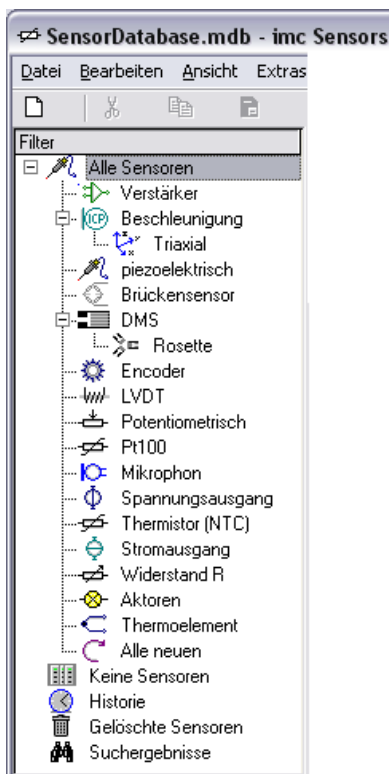 SensorDatabase.mdb - imc Sensors
Datei Bearbeiten Ansicht Extras
Filter
Alle Sensoren
Verstärker
ICP Beschleunigung
Triaxial
piezoelektrisch
Brückensensor
DMS
Rosette
Encoder
LVDT
Potentiometrisch
Pt100
Mikrophon
Spannungsausgang
Thermistor (NTC)
Stromausgang
Widerstand R
Aktoren
Thermoelement
Alle neuen
Keine Sensoren
Historie
Gelöschte Sensoren
Suchergebnisse